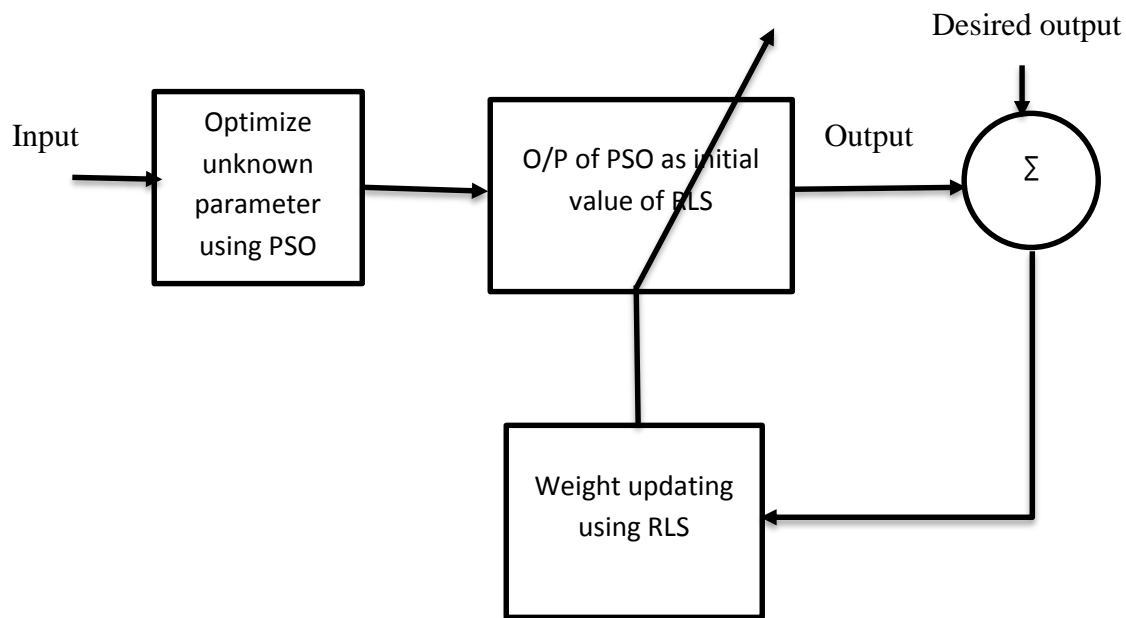 Desired output
Input
Optimize
unknown
parameter
using PSO
O/P of PSO as initial
value of RLS
Output
Σ
Weight updating
using RLS